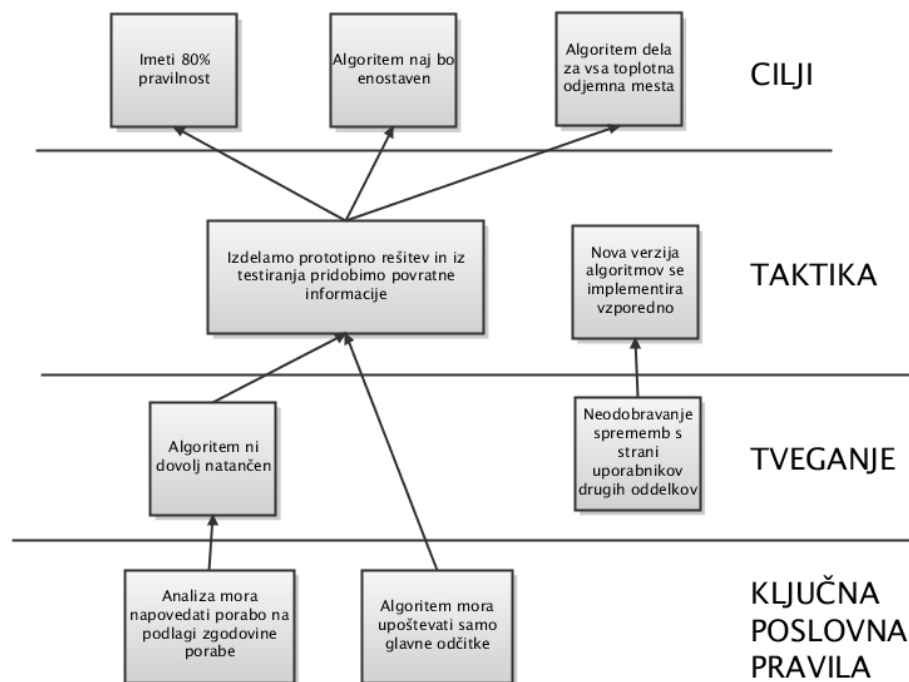 Imeti 80%
pravilnost
Algoritem naj bo
enostaven
Algoritem dela
za vsa toplotna
odjemna mesta
CILJI
Izdelamo prototipno rešitev in iz
testiranja pridobimo povratne
informacije
Nova verzija
algoritmov se
implementira
vzporedno
TAKTIKA
Algoritem ni
dovolj natančen
Neodobravanje
sprememb s
strani
uporabnikov
drugih oddelkov
TVEGANJE
Analiza mora
napovedati porabo na
podlagi zgodovine
porabe
Algoritem mora
upoštevati samo
glavne odčitke
KLJUČNA
POSLOVNA
PRAVILA